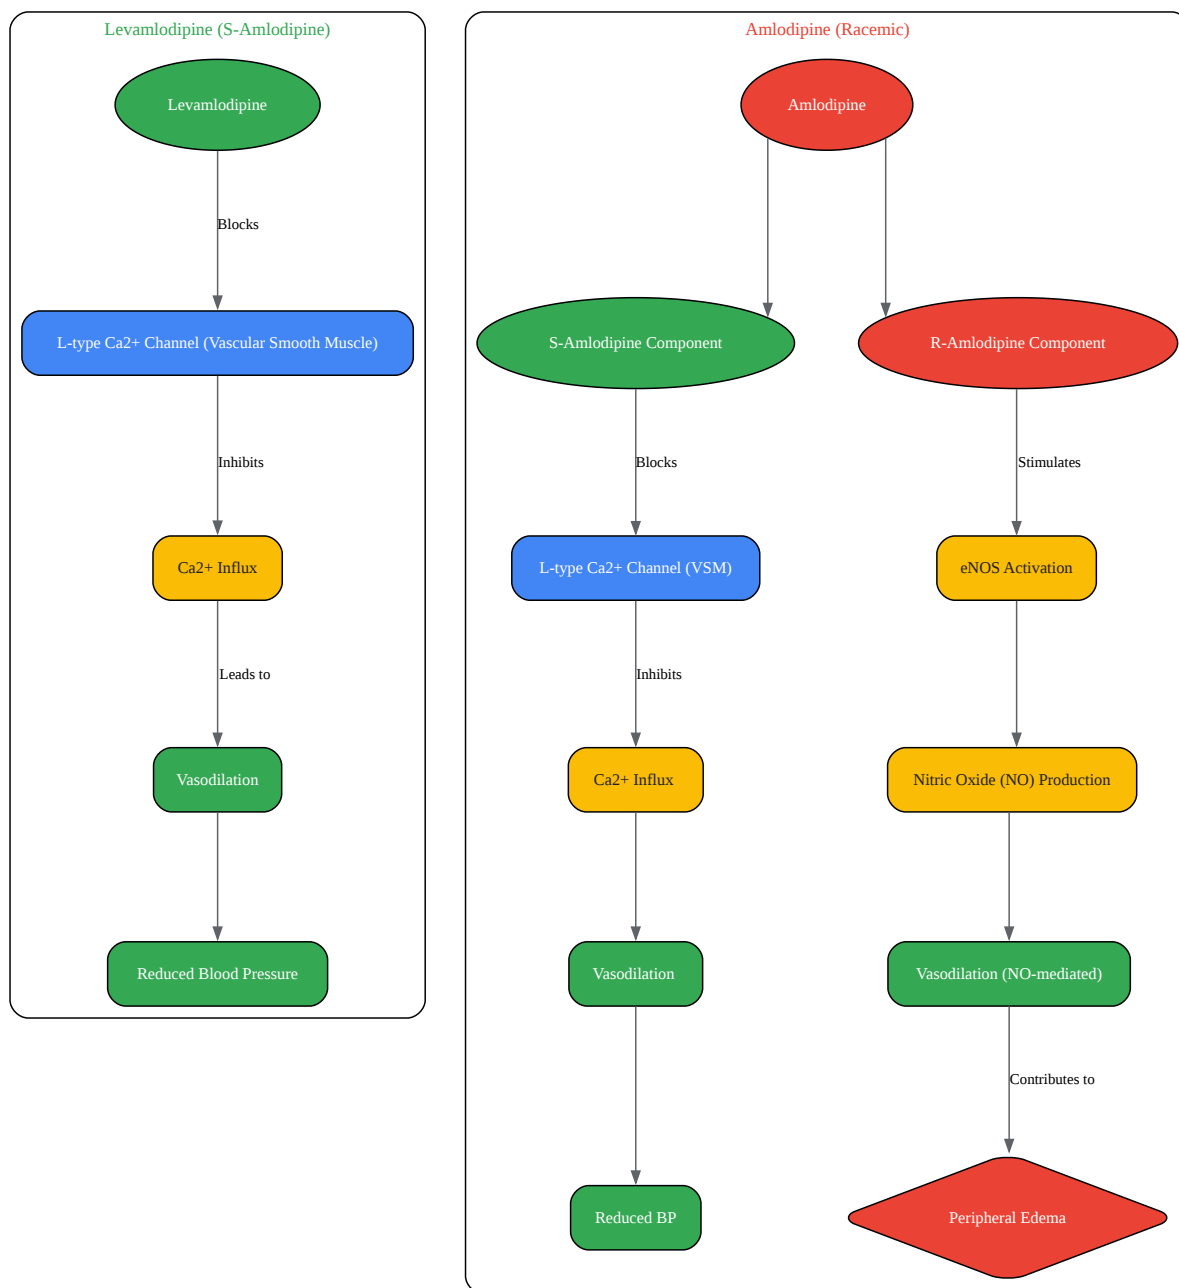 Levamlodipine (S-Amlodipine)
Levamlodipine
Blocks
L-type Ca2+ Channel (Vascular Smooth Muscle)
Inhibits
Ca2+ Influx
Leads to
Vasodilation
Reduced Blood Pressure
Amlodipine (Racemic)
Amlodipine
S-Amlodipine Component
Blocks
L-type Ca2+ Channel (VSM)
Inhibits
Ca2+ Influx
Vasodilation
Reduced BP
R-Amlodipine Component
Stimulates
eNOS Activation
Nitric Oxide (NO) Production
Vasodilation (NO-mediated)
Contributes to
Peripheral Edema